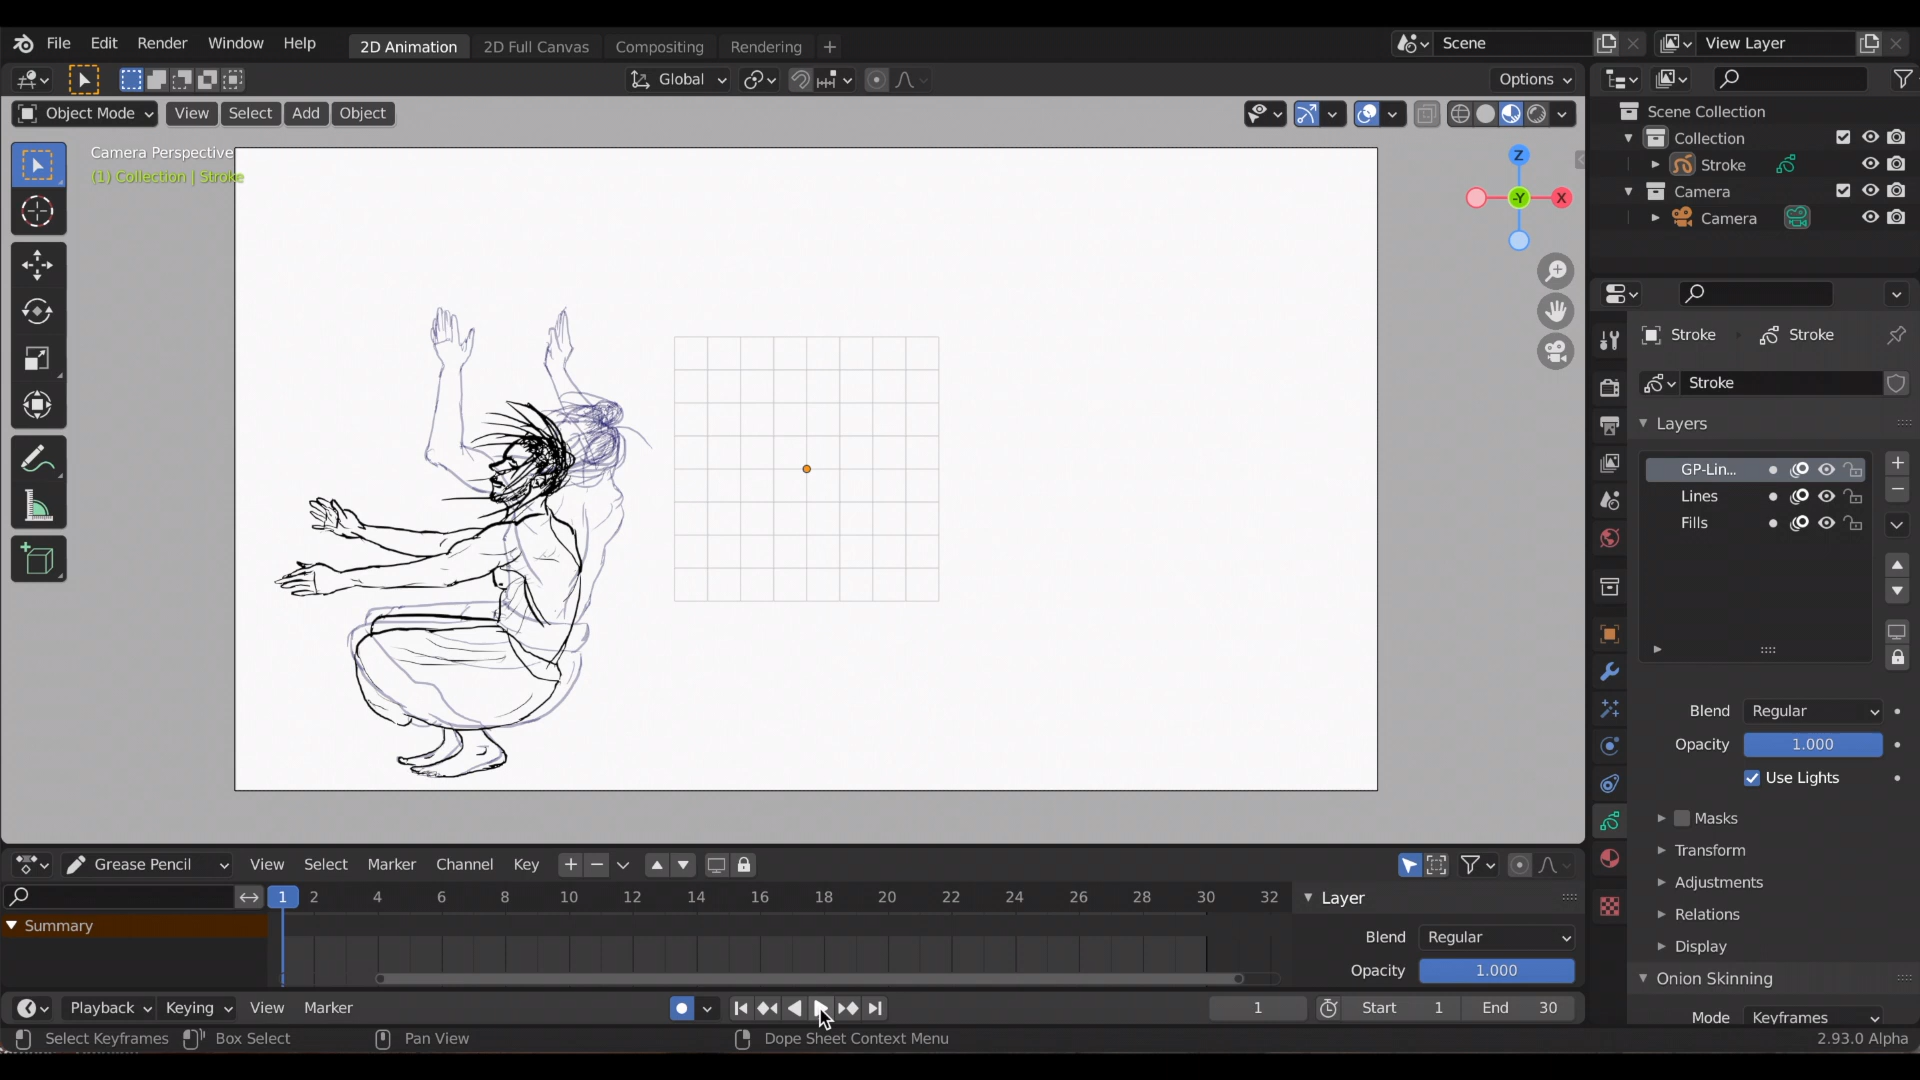 File Edit Render Window Help 2D Animation 2D Full Canvas Compositing Rendering + Scene View Layer
Global Options
Object Mode View Select Add Object
Camera Perspective
(1) Collection | Stroke
Z
-Y X
Scene Collection
Collection
Stroke
Camera
Camera
Stroke Stroke
Stroke
Layers
GP-Lin...
Lines
Fills
Blend Regular
Opacity 1.000
Use Lights
Masks
Transform
Adjustments
Relations
Display
Onion Skinning
Mode Keyframes
Grease Pencil View Select Marker Channel Key
1 2 4 6 8 10 12 14 16 18 20 22 24 26 28 30 32
Layer
Summary
Blend Regular
Opacity 1.000
Playback Keying View Marker 1 Start 1 End 30
Select Keyframes Box Select Pan View Dope Sheet Context Menu 2.93.0 Alpha